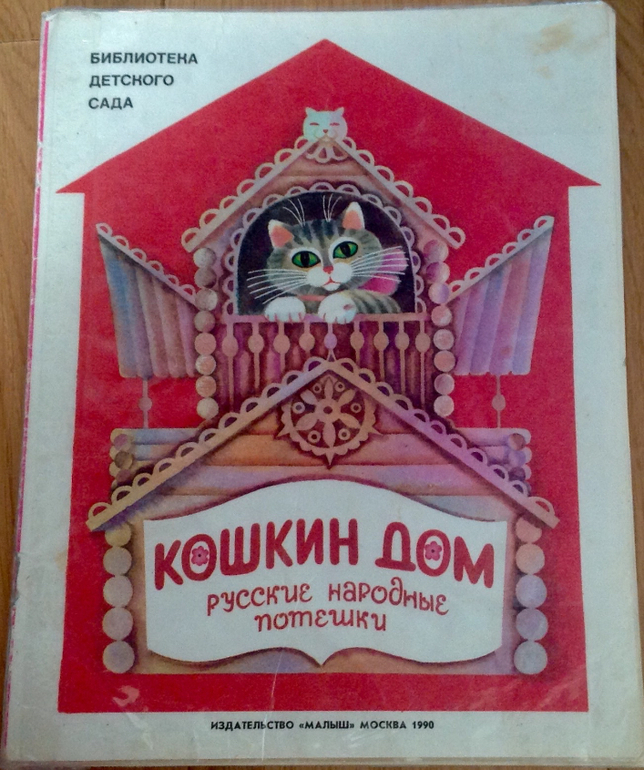 БИБЛИОТЕКА
ДЕТСКОГО
САДА
КОШКИН ДОМ
РУССКИЕ НАРОДНЫЕ
ПОТЕШКИ
ИЗДАТЕЛЬСТВО «МАЛЫШ» МОСКВА 1990